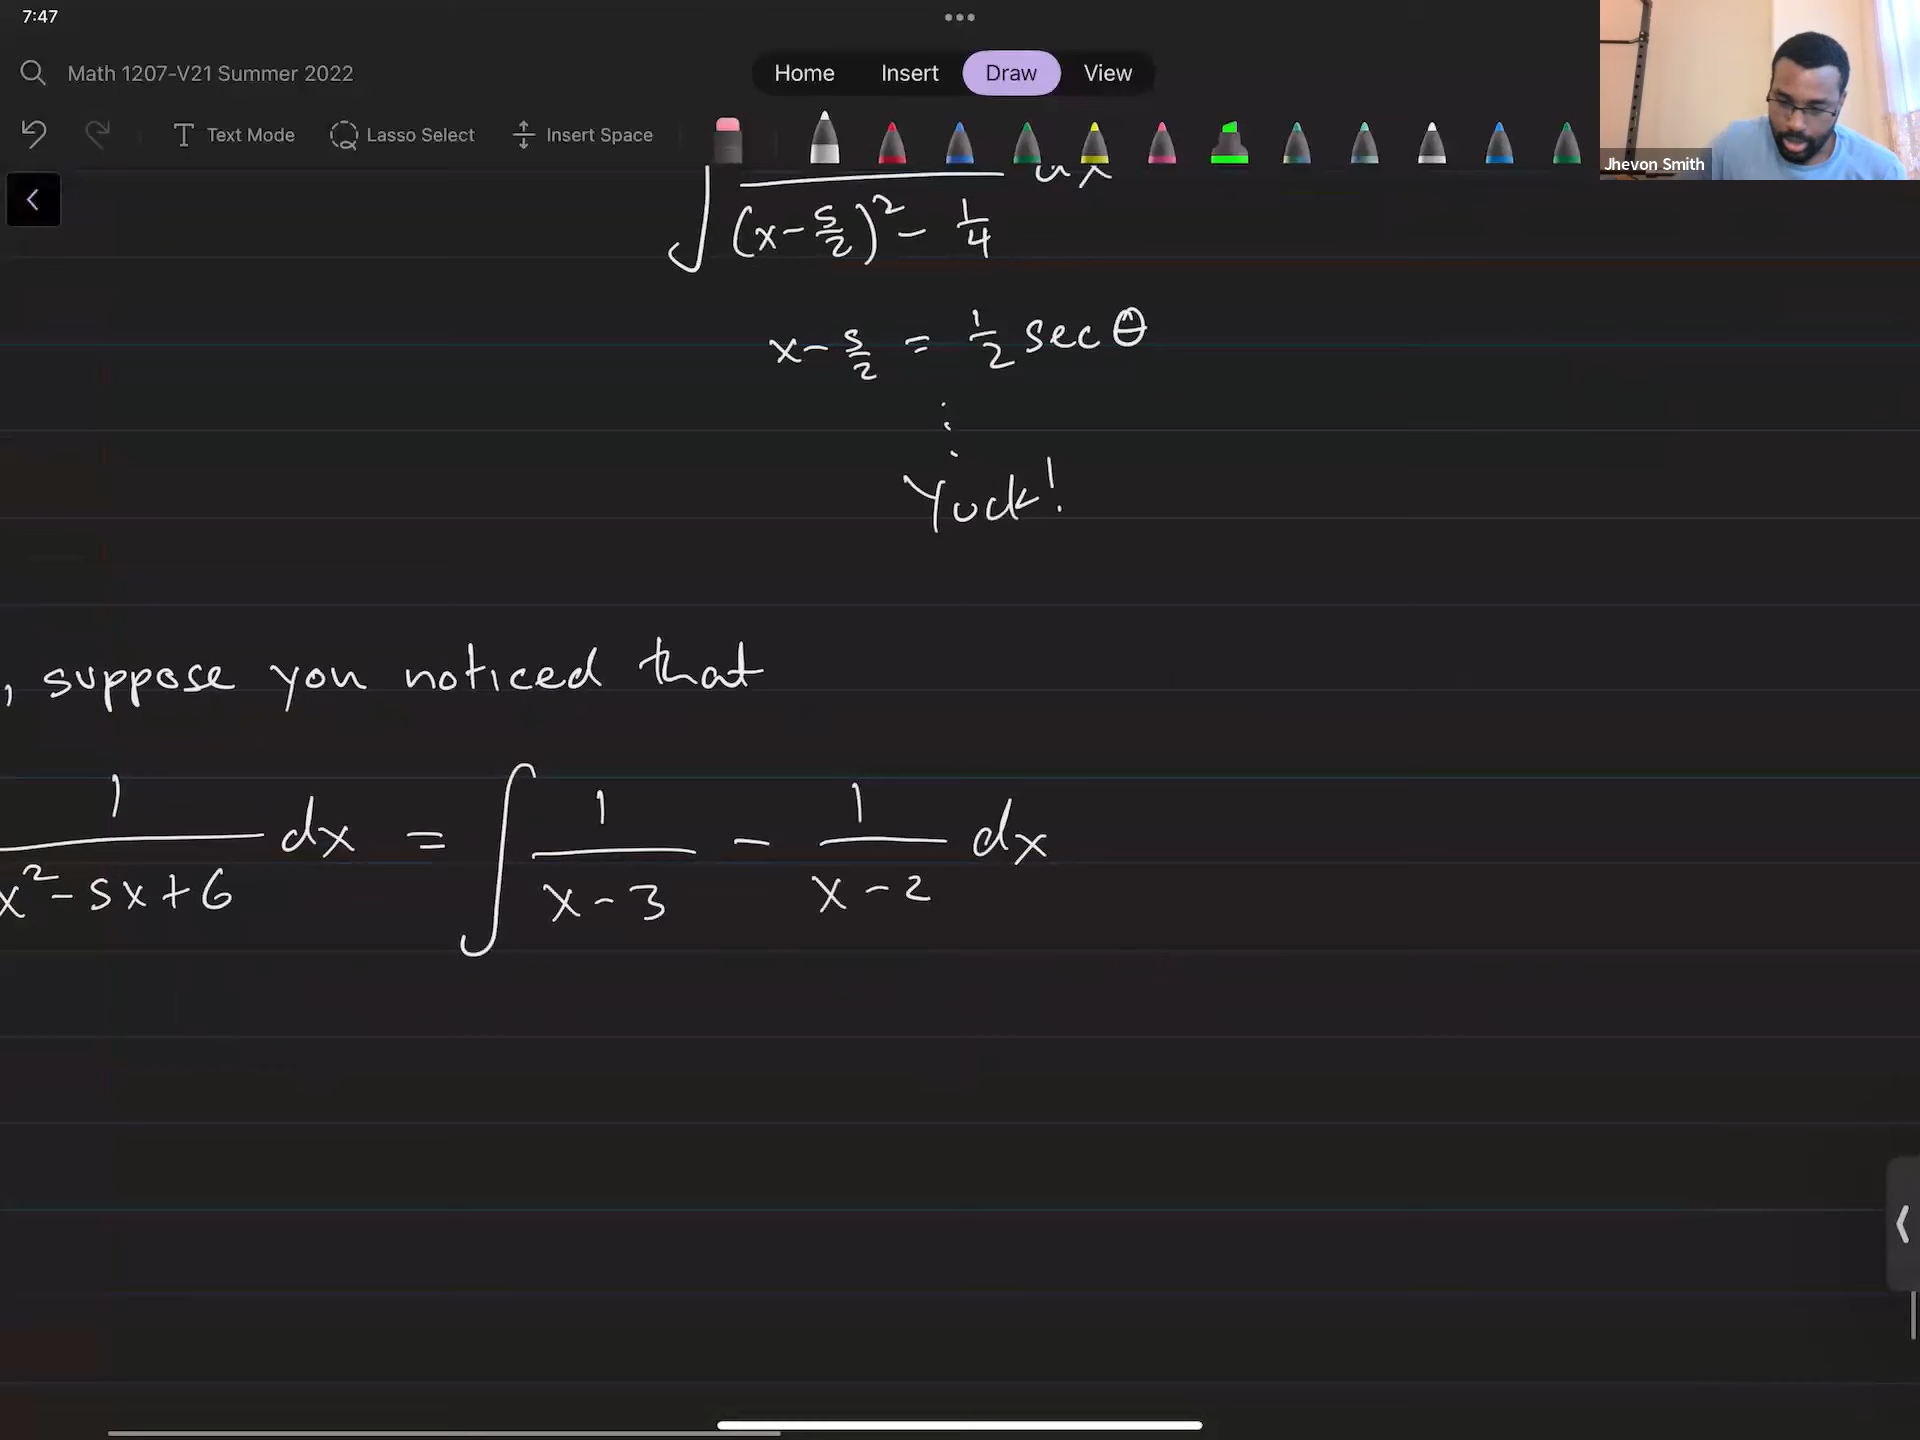 7:47
Math 1207-V21 Summer 2022
Home Insert Draw View
Text Mode Lasso Select Insert Space
Jhevon Smith
∫ ‾ dx
(x-5/2)² - 1/4
x - 5/2 = 1/2 sec θ
⋮
Yuck!
, suppose you noticed that
1/(x²-5x+6) dx = ∫ 1/(x-3) - 1/(x-2) dx